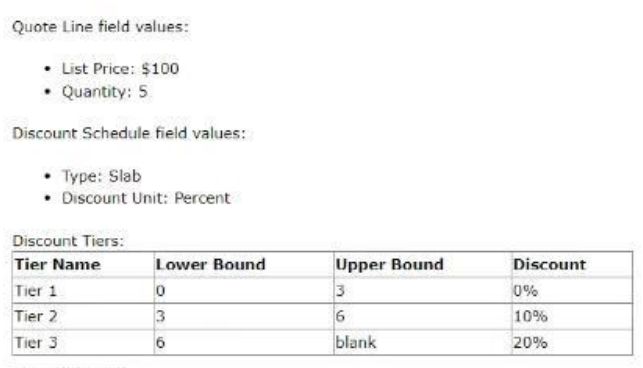 Quote Line field values:
• List Price: $100
• Quantity: 5
Discount Schedule field values:
• Type: Slab
• Discount Unit: Percent
Discount Tiers:
Tier Name Lower Bound Upper Bound Discount
Tier 1 0 3 0%
Tier 2 3 6 10%
Tier 3 6 blank 20%